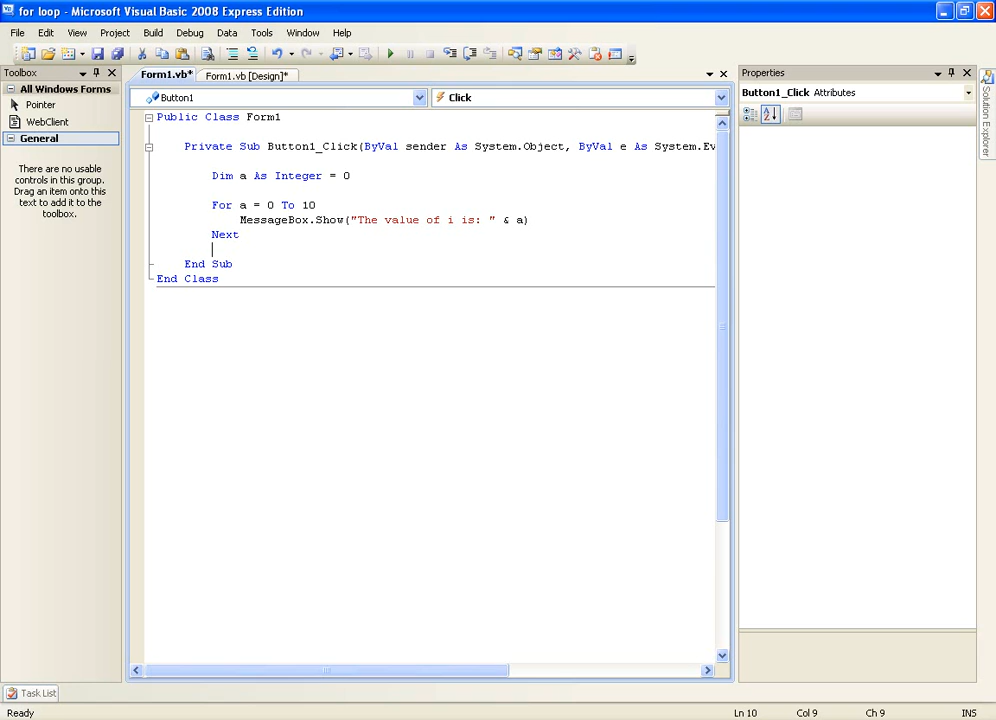 for loop - Microsoft Visual Basic 2008 Express Edition
File Edit View Project Build Debug Data Tools Window Help
Toolbox
All Windows Forms
Pointer
WebClient
General
There are no usable
controls in this group.
Drag an item onto this
text to add it to the
toolbox.
Form1.vb* Form1.vb [Design]*
Button1 Click
Public Class Form1
Private Sub Button1_Click(ByVal sender As System.Object, ByVal e As System.Ev
Dim a As Integer = 0
For a = 0 To 10
MessageBox.Show("The value of i is: " & a)
Next
End Sub
End Class
Properties
Button1_Click Attributes
Solution Explorer
Task List
Ready Ln 10 Col 9 Ch 9 INS